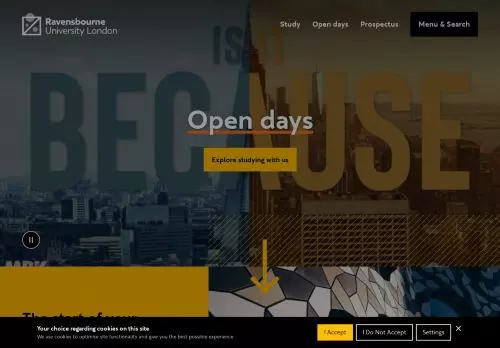 Ravensbourne
University London
Study
Open days
Prospectus
Menu & Search
IS IT
BECAUSE
Open days
Explore studying with us
The start of your
Your choice regarding cookies on this site
We use cookies to optimise site functionality and give you the best possible experience
I Accept
I Do Not Accept
Settings